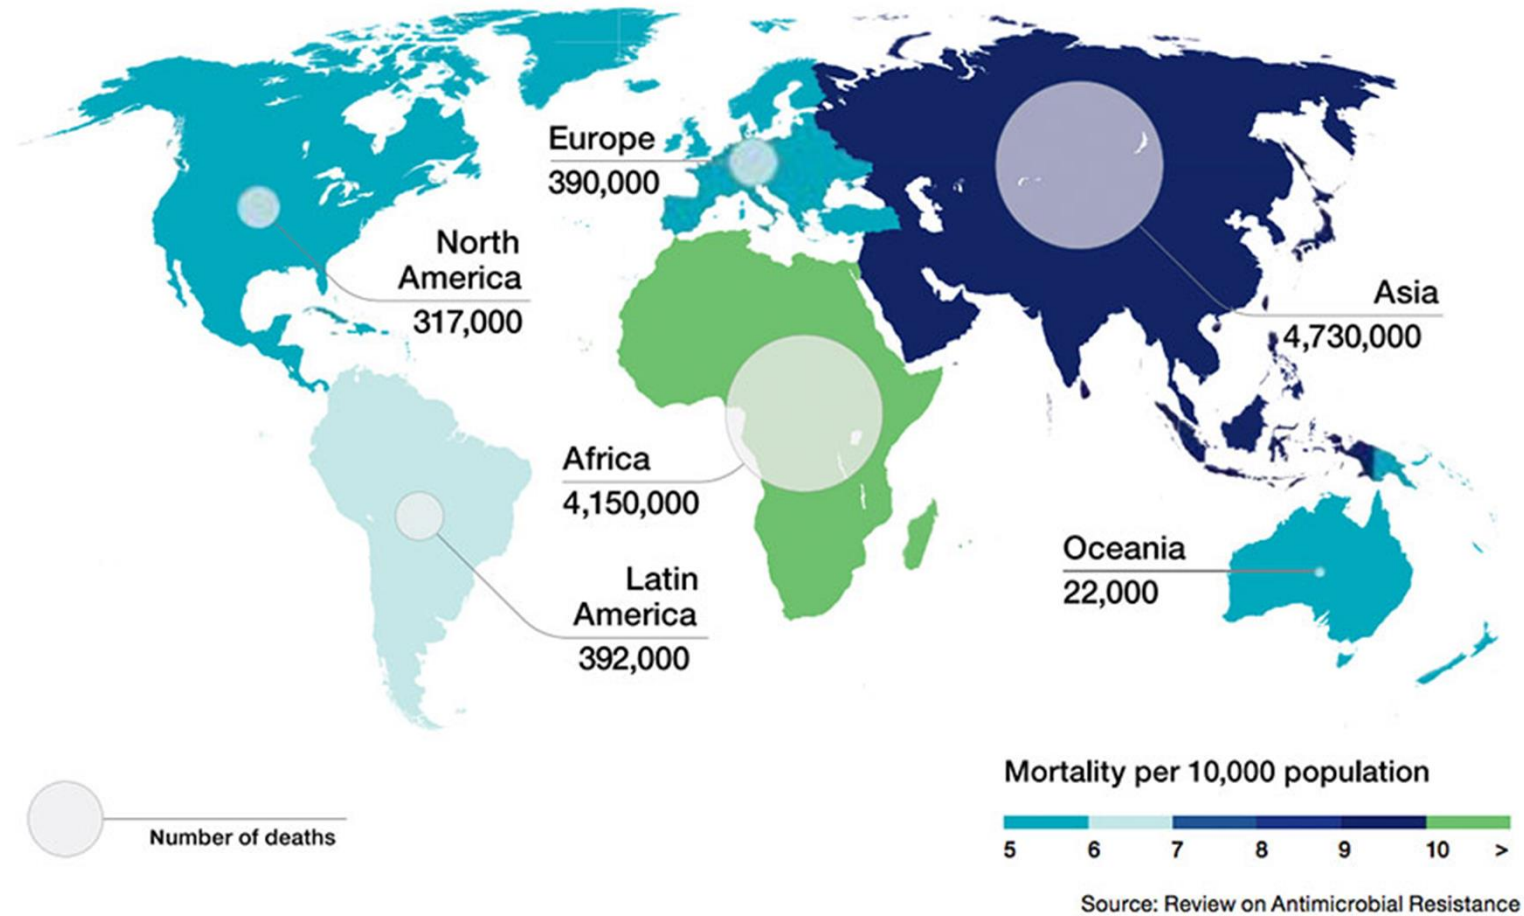 Europe
390,000
North
America
317,000
Asia
4,730,000
Africa
4,150,000
Latin
America
392,000
Oceania
22,000
Number of deaths
Mortality per 10,000 population
5 6 7 8 9 10 >
Source: Review on Antimicrobial Resistance